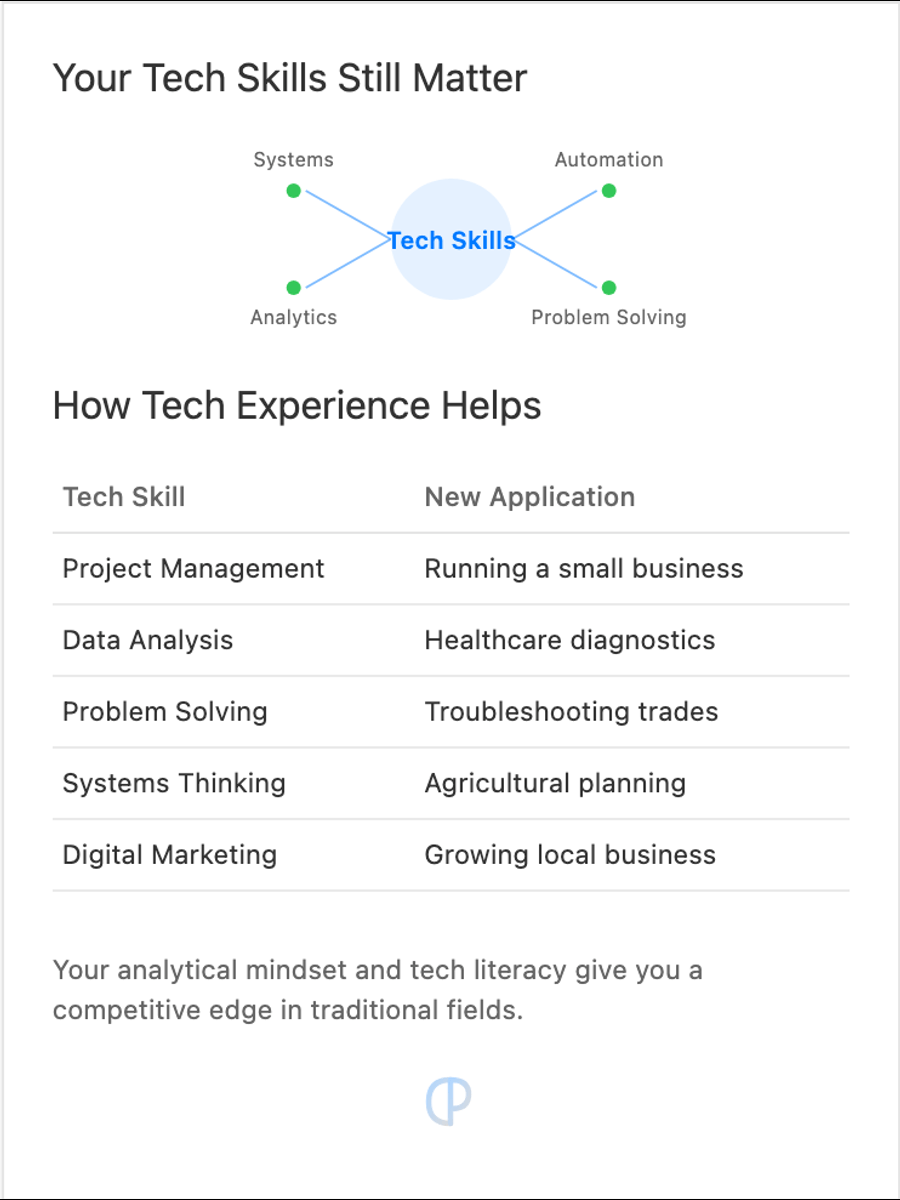 Your Tech Skills Still Matter
Systems
Automation
Tech Skills
Analytics
Problem Solving
How Tech Experience Helps
Tech Skill New Application
Project Management Running a small business
Data Analysis Healthcare diagnostics
Problem Solving Troubleshooting trades
Systems Thinking Agricultural planning
Digital Marketing Growing local business
Your analytical mindset and tech literacy give you a
competitive edge in traditional fields.